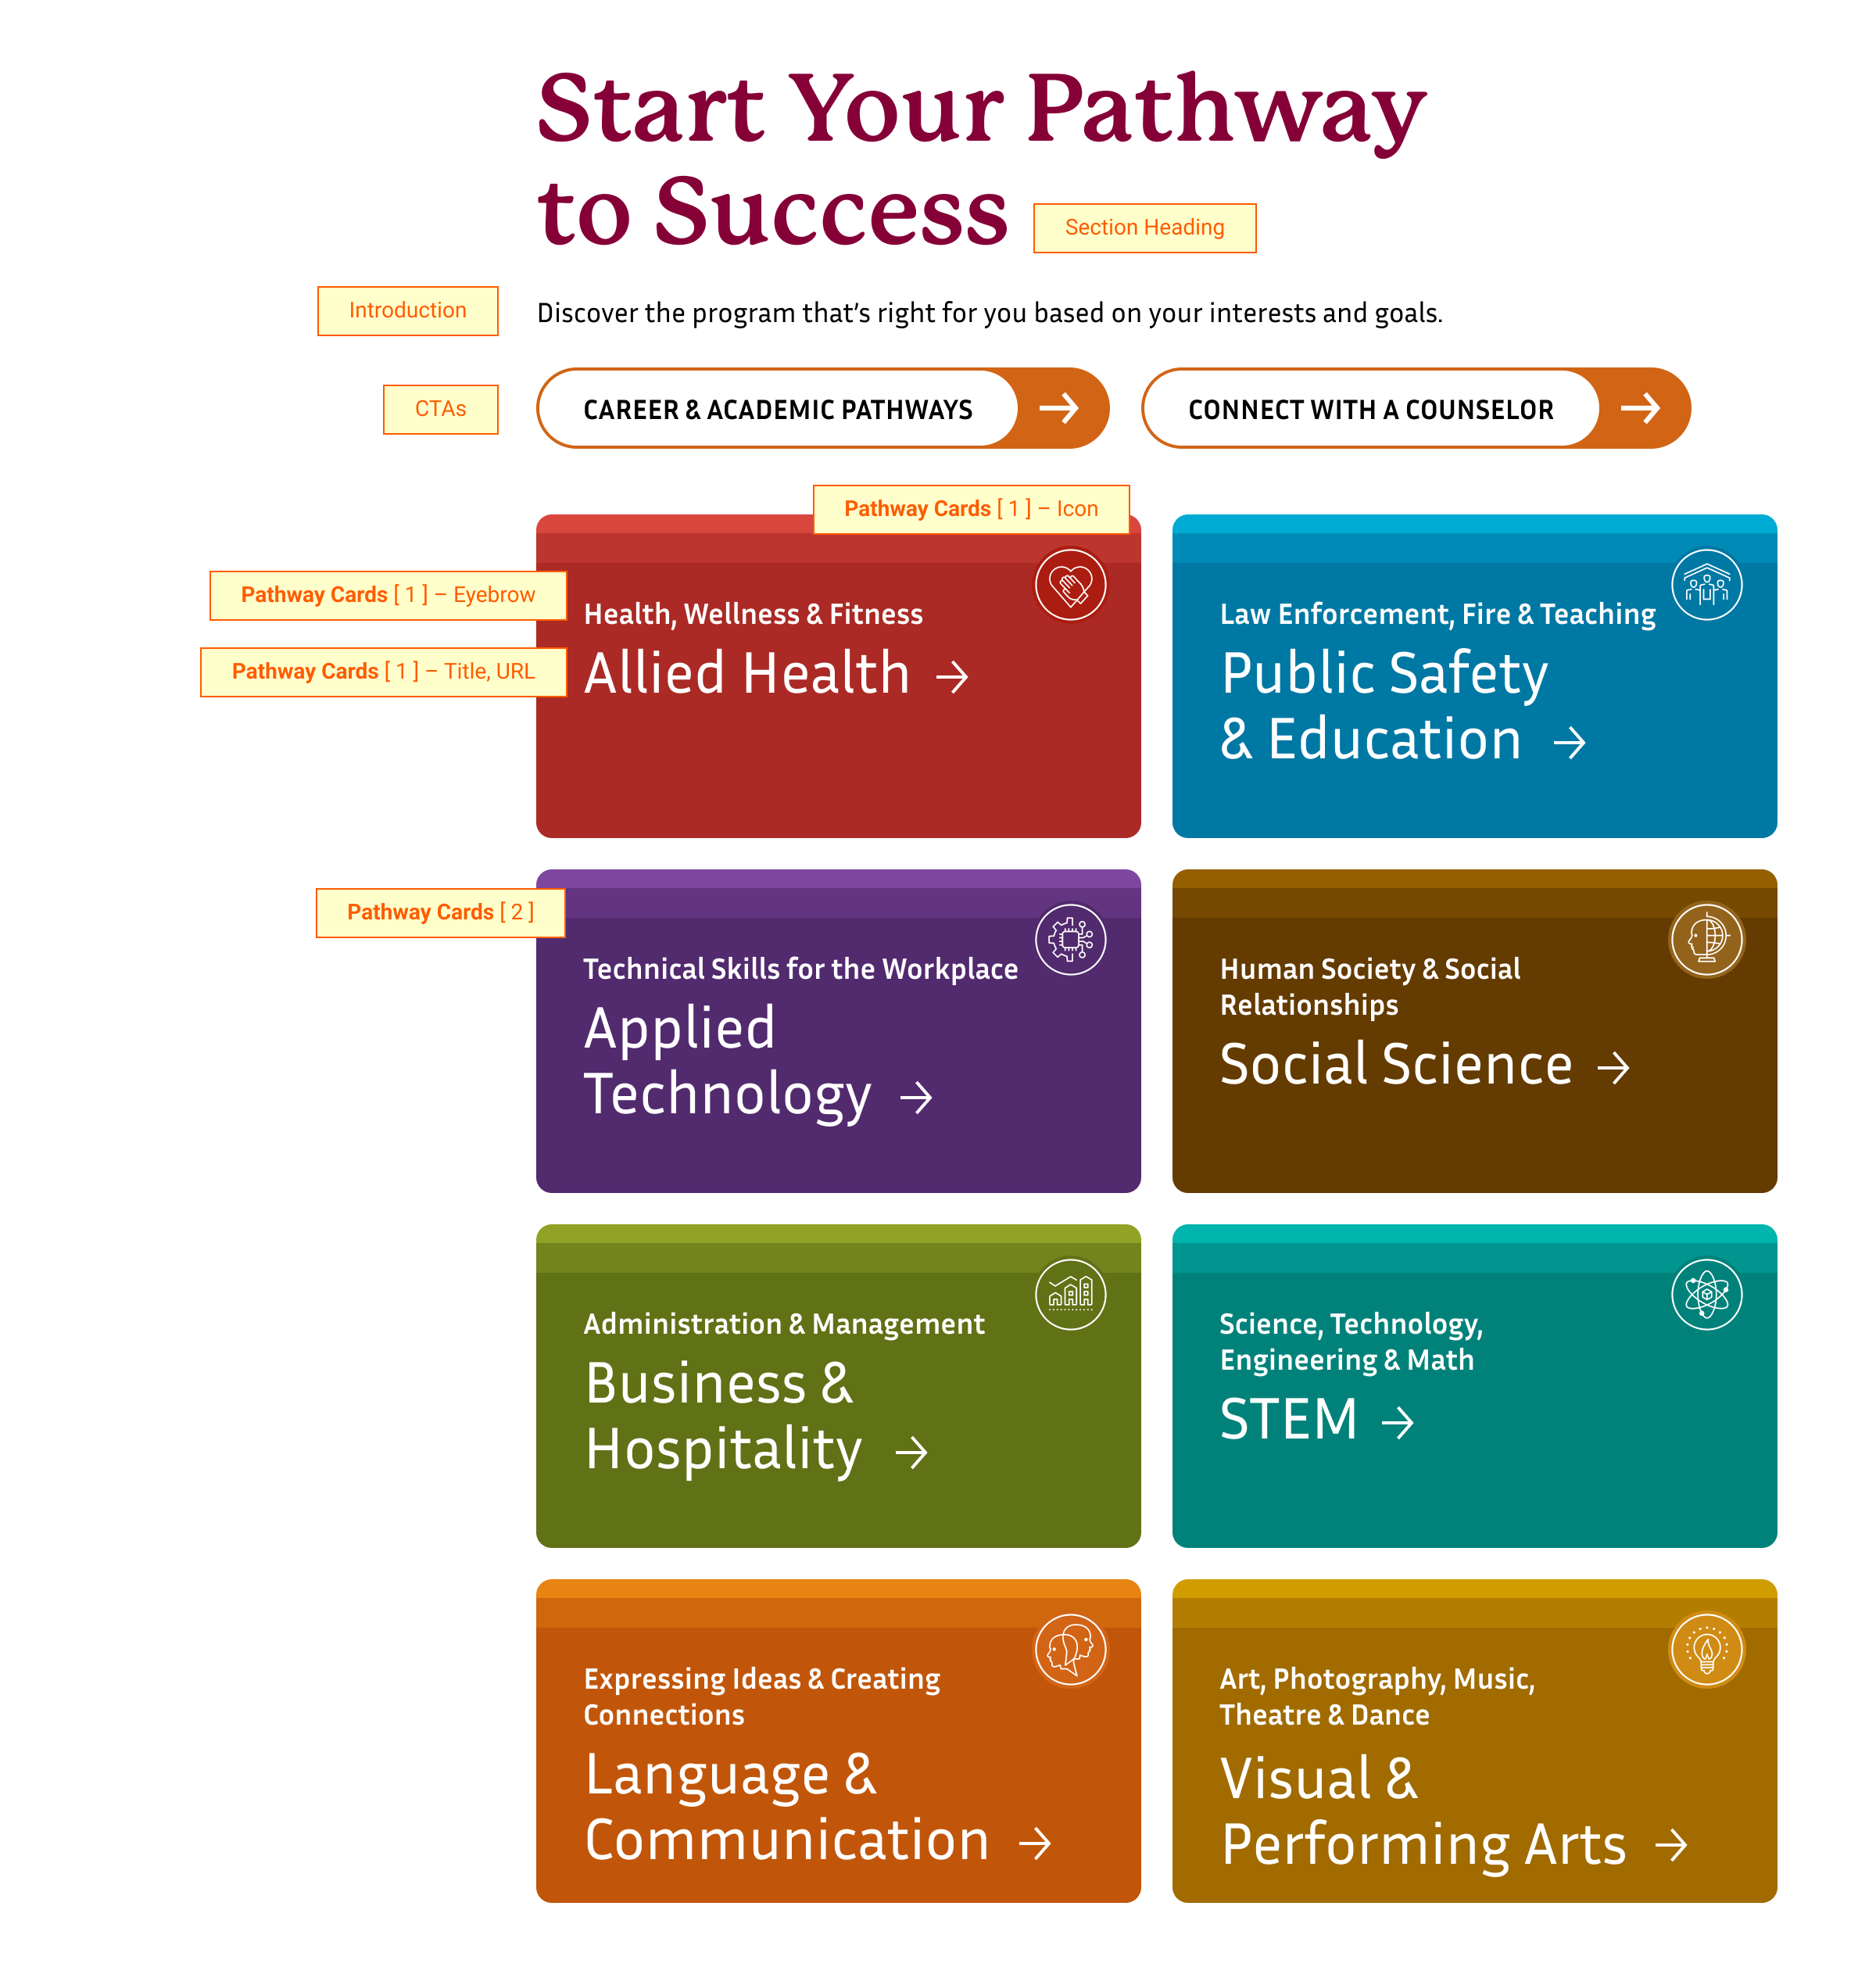 Start Your Pathway
to Success
Section Heading
Introduction
Discover the program that’s right for you based on your interests and goals.
CTAs
CAREER & ACADEMIC PATHWAYS
CONNECT WITH A COUNSELOR
Pathway Cards [ 1 ] – Icon
Pathway Cards [ 1 ] – Eyebrow
Health, Wellness & Fitness
Pathway Cards [ 1 ] – Title, URL
Allied Health
Law Enforcement, Fire & Teaching
Public Safety
& Education
Pathway Cards [ 2 ]
Technical Skills for the Workplace
Applied
Technology
Human Society & Social
Relationships
Social Science
Administration & Management
Business &
Hospitality
Science, Technology,
Engineering & Math
STEM
Expressing Ideas & Creating
Connections
Language &
Communication
Art, Photography, Music,
Theatre & Dance
Visual &
Performing Arts